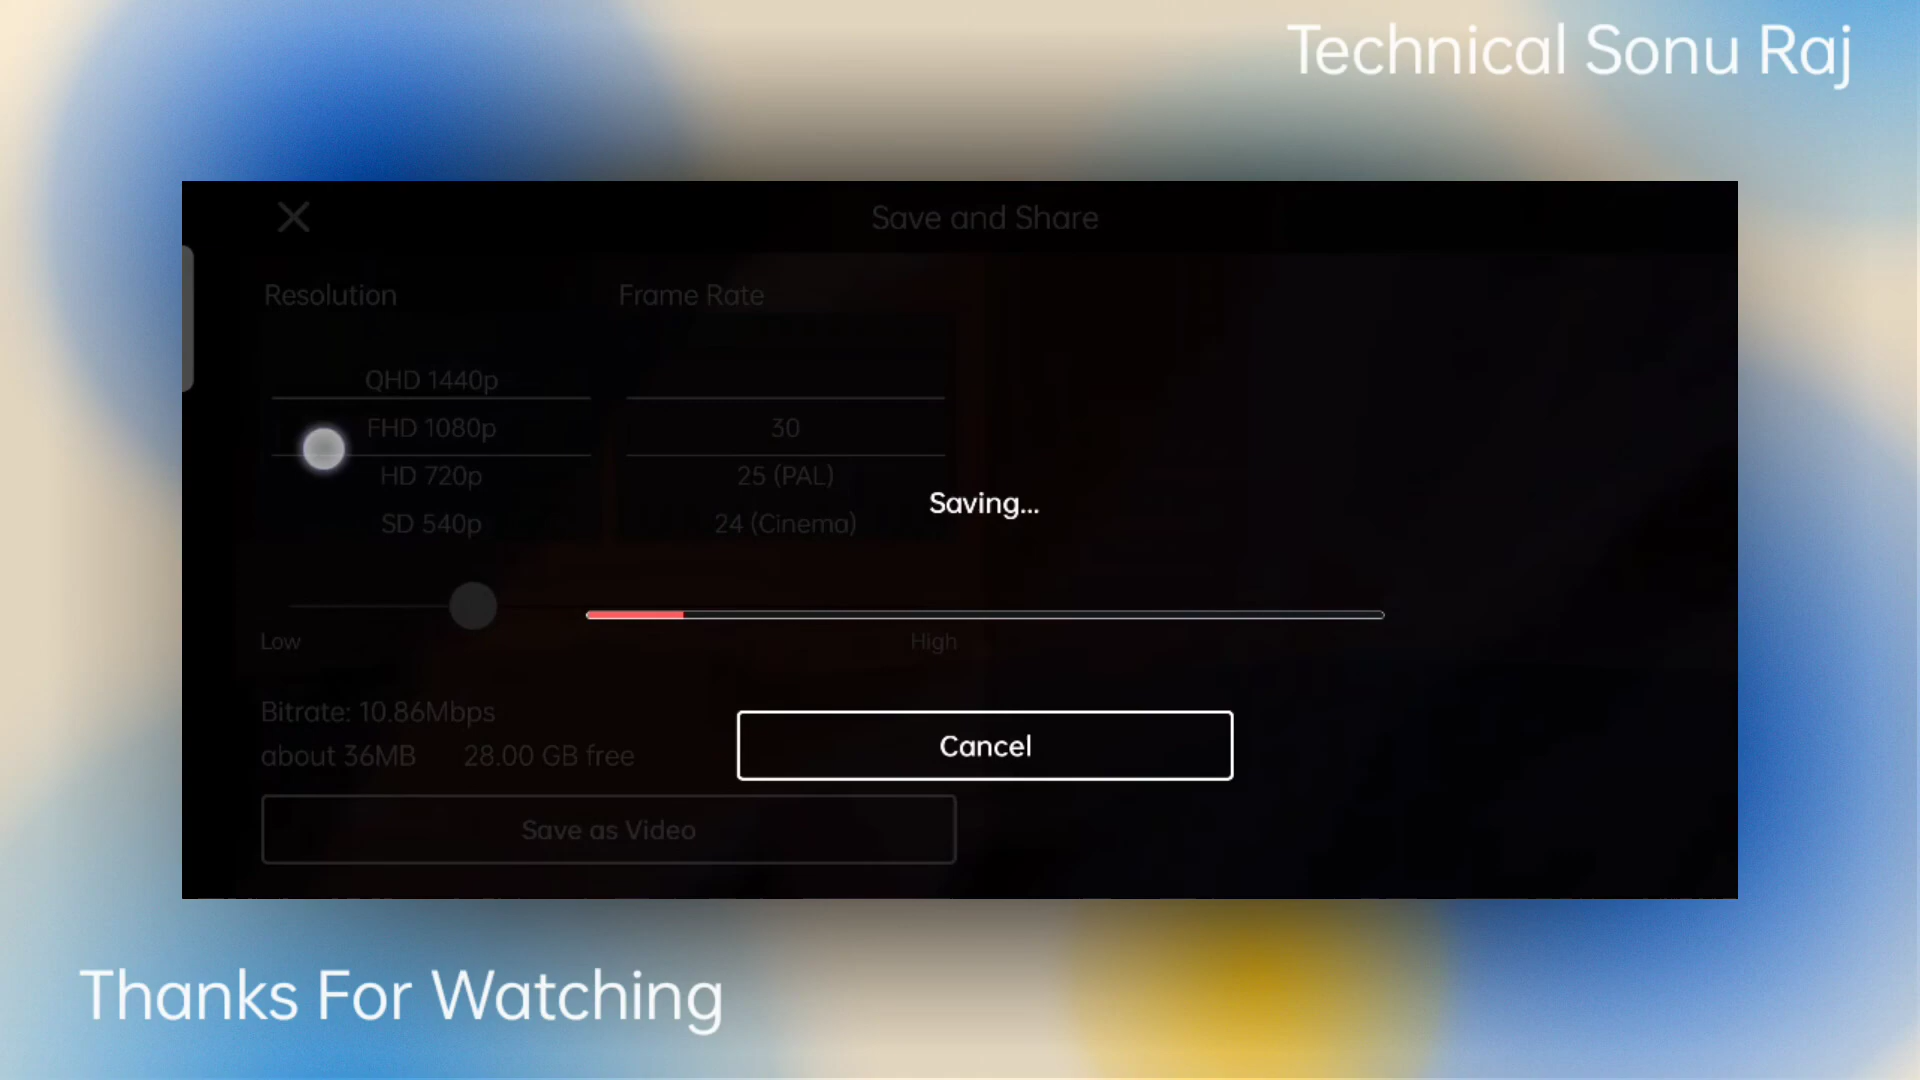 Technical Sonu Raj
Save and Share
Resolution
Frame Rate
QHD 1440p
FHD 1080p
HD 720p
SD 540p
30
25 (PAL)
24 (Cinema)
Saving...
Low
High
Bitrate: 10.86Mbps
about 36MB 28.00 GB free
Cancel
Save as Video
Thanks For Watching